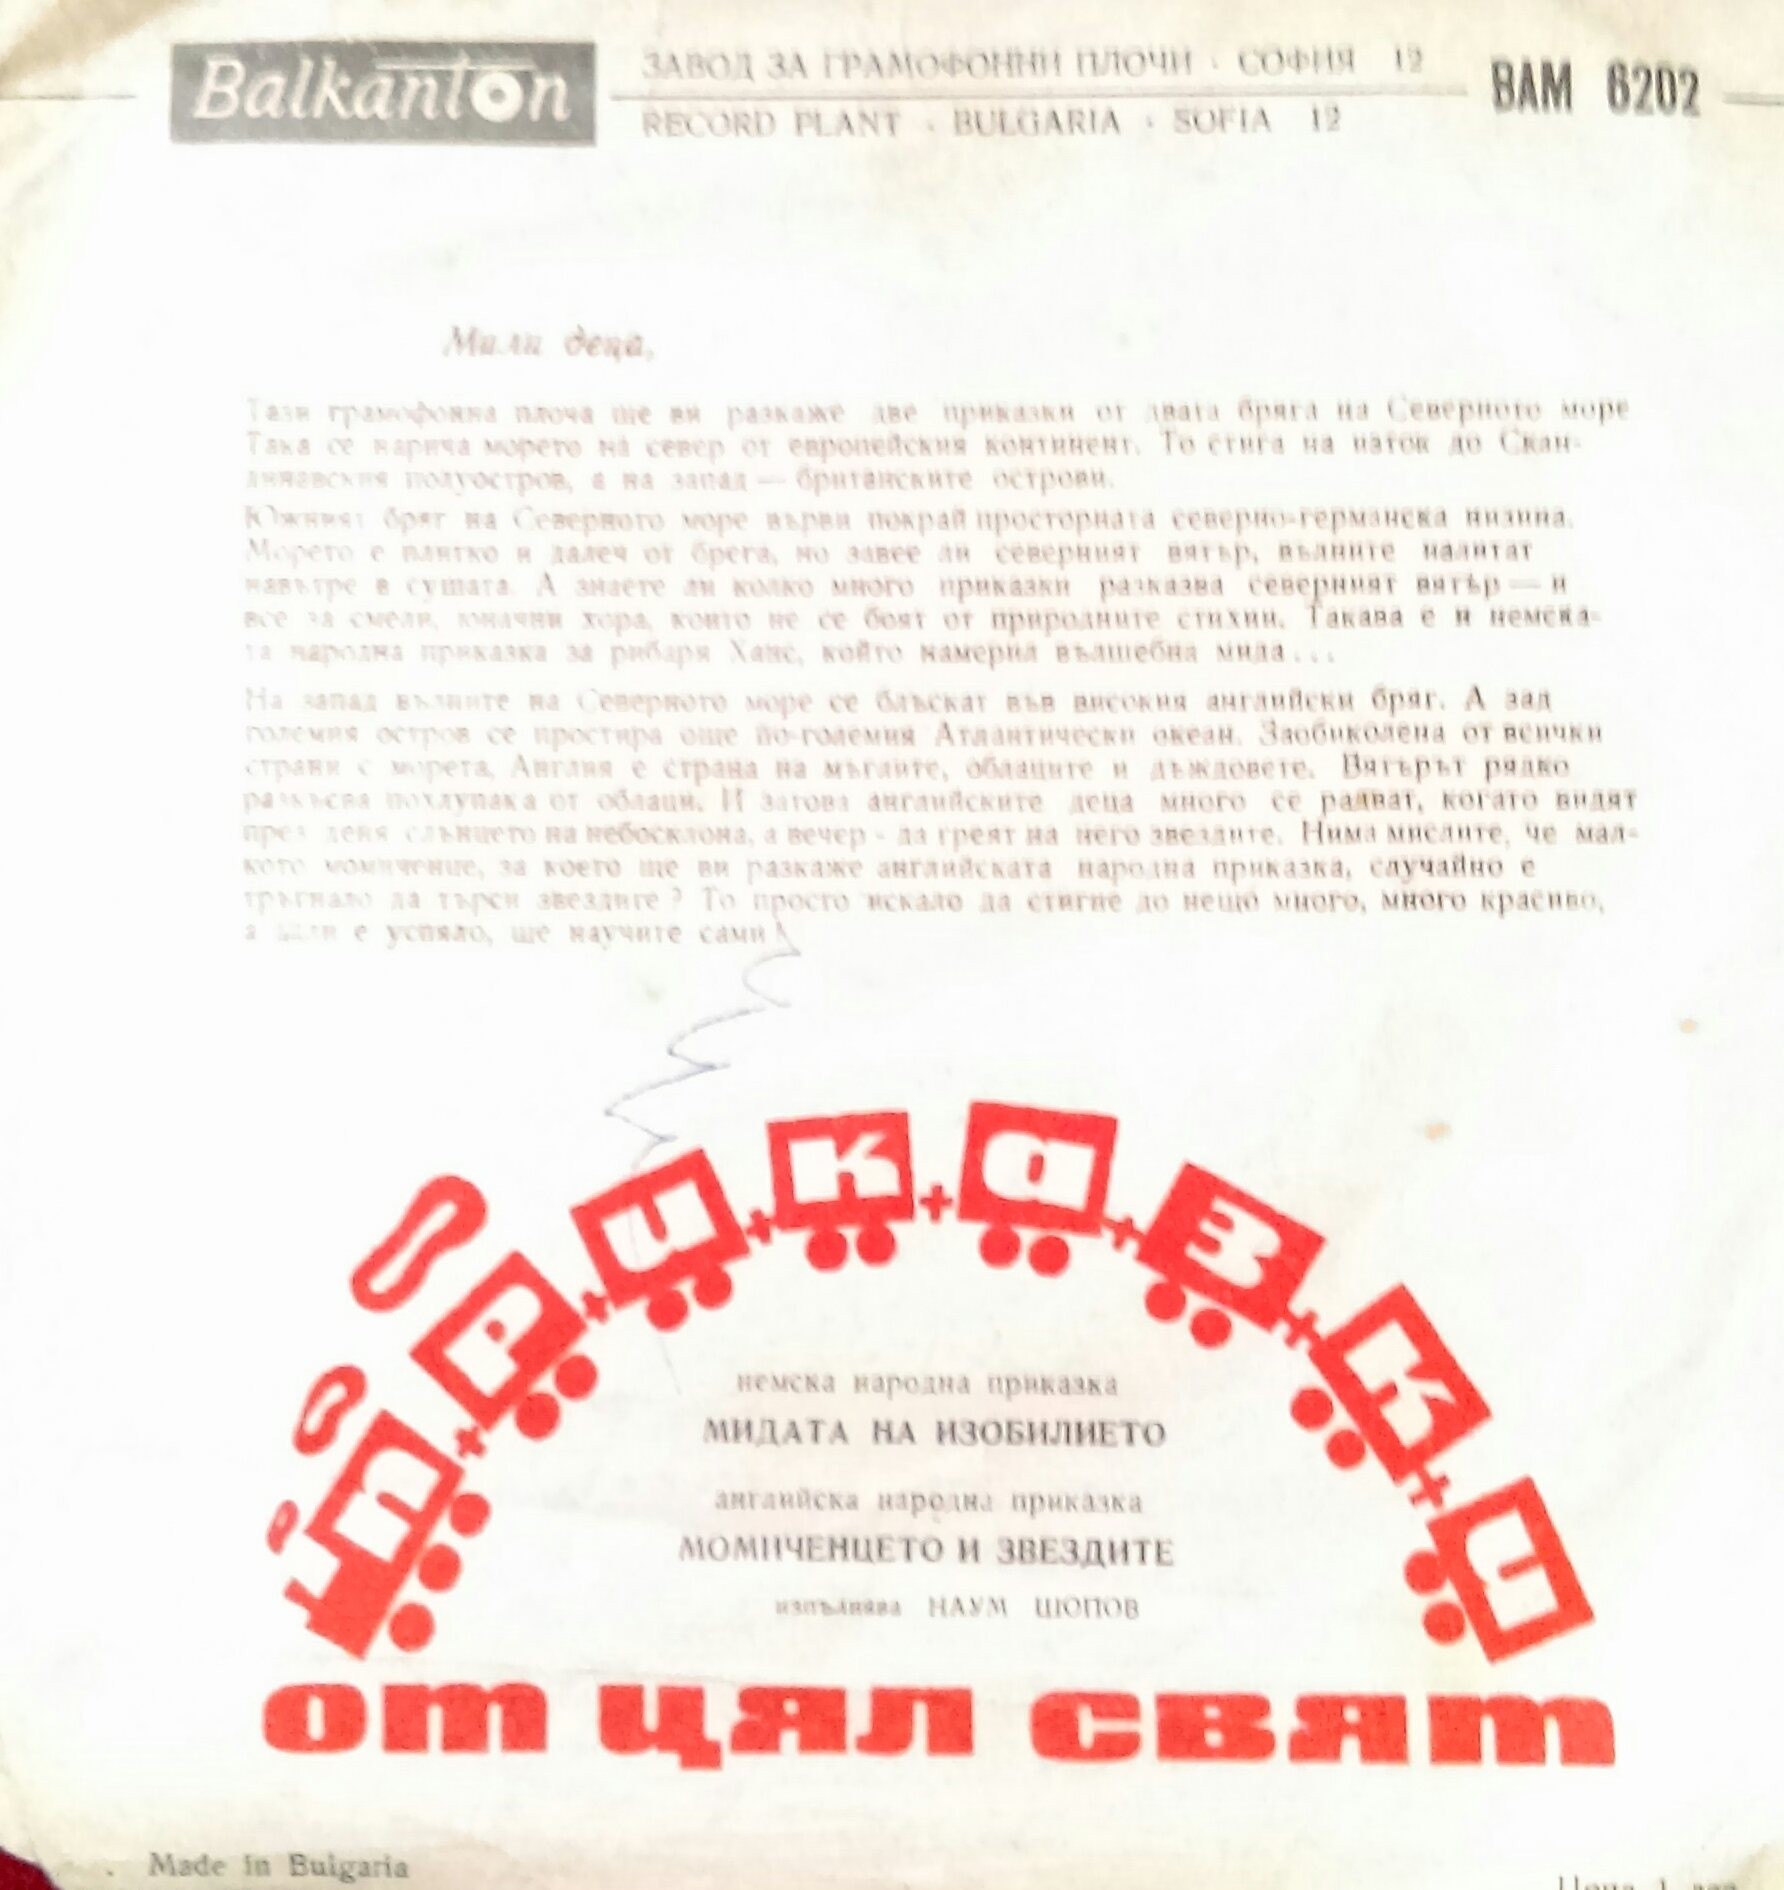 Balkanton
ЗАВОД ЗА ГРАМОФОННИ ПЛОЧИ · СОФИЯ 12
RECORD PLANT · BULGARIA · SOFIA 12
ВАМ 6202
Мили деца,
Тази грамофонна плоча ще ви разкаже две приказки от двата бряга на Северното море
Така се нарича морето на север от европейския континент. То стига на изток до Скан-
динавския полуостров, а на запад — британските острови.
Южният бряг на Северното море върви покрай просторната северно-германска низина.
Морето е плитко и далеч от брега, но завее ли северният вятър, вълните налитат
навътре в сушата. А знаете ли колко много приказки разказва северният вятър — и
все за смели, юначни хора, които не се боят от природните стихии. Такава е и немска-
та народна приказка за рибаря Ханс, който намерил вълшебна мида...
На запад вълните на Северното море се блъскат във високия английски бряг. А зад
големия остров се простира още по-големия Атлантически океан. Заобиколена от всички
страни с морета, Англия е страна на мъглите, облаците и дъждовете. Вятърът рядко
разкъсва похлупака от облаци. И затова английските деца много се радват, когато видят
през деня слънцето на небосклона, а вечер - да греят на него звездите. Нима мислите, че мал-
кото момиченце, за което ще ви разкаже английската народна приказка, случайно е
тръгнало да търси звездите? То просто искало да стигне до нещо много, много красиво,
а дали е успяло, ще научите сами!
ПРИКАЗКИ
немска народна приказка
МИДАТА НА ИЗОБИЛИЕТО
английска народна приказка
МОМИЧЕНЦЕТО И ЗВЕЗДИТЕ
изпълнява НАУМ ШОПОВ
ОТ ЦЯЛ СВЯТ
Made in Bulgaria
Цена 1 лев